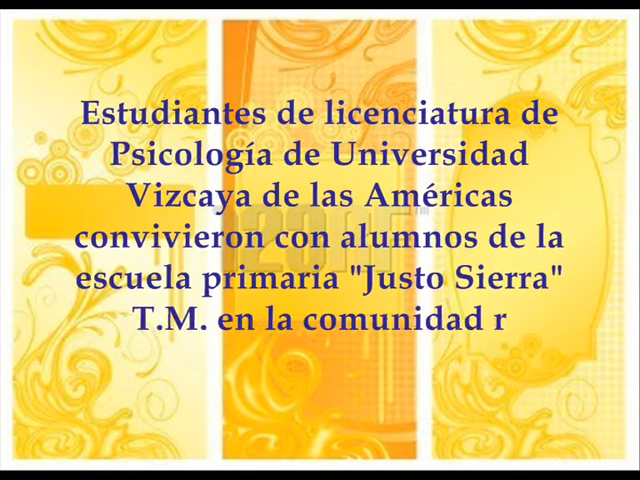 Estudiantes de licenciatura de
Psicología de Universidad
Vizcaya de las Américas
convivieron con alumnos de la
escuela primaria "Justo Sierra"
T.M. en la comunidad r